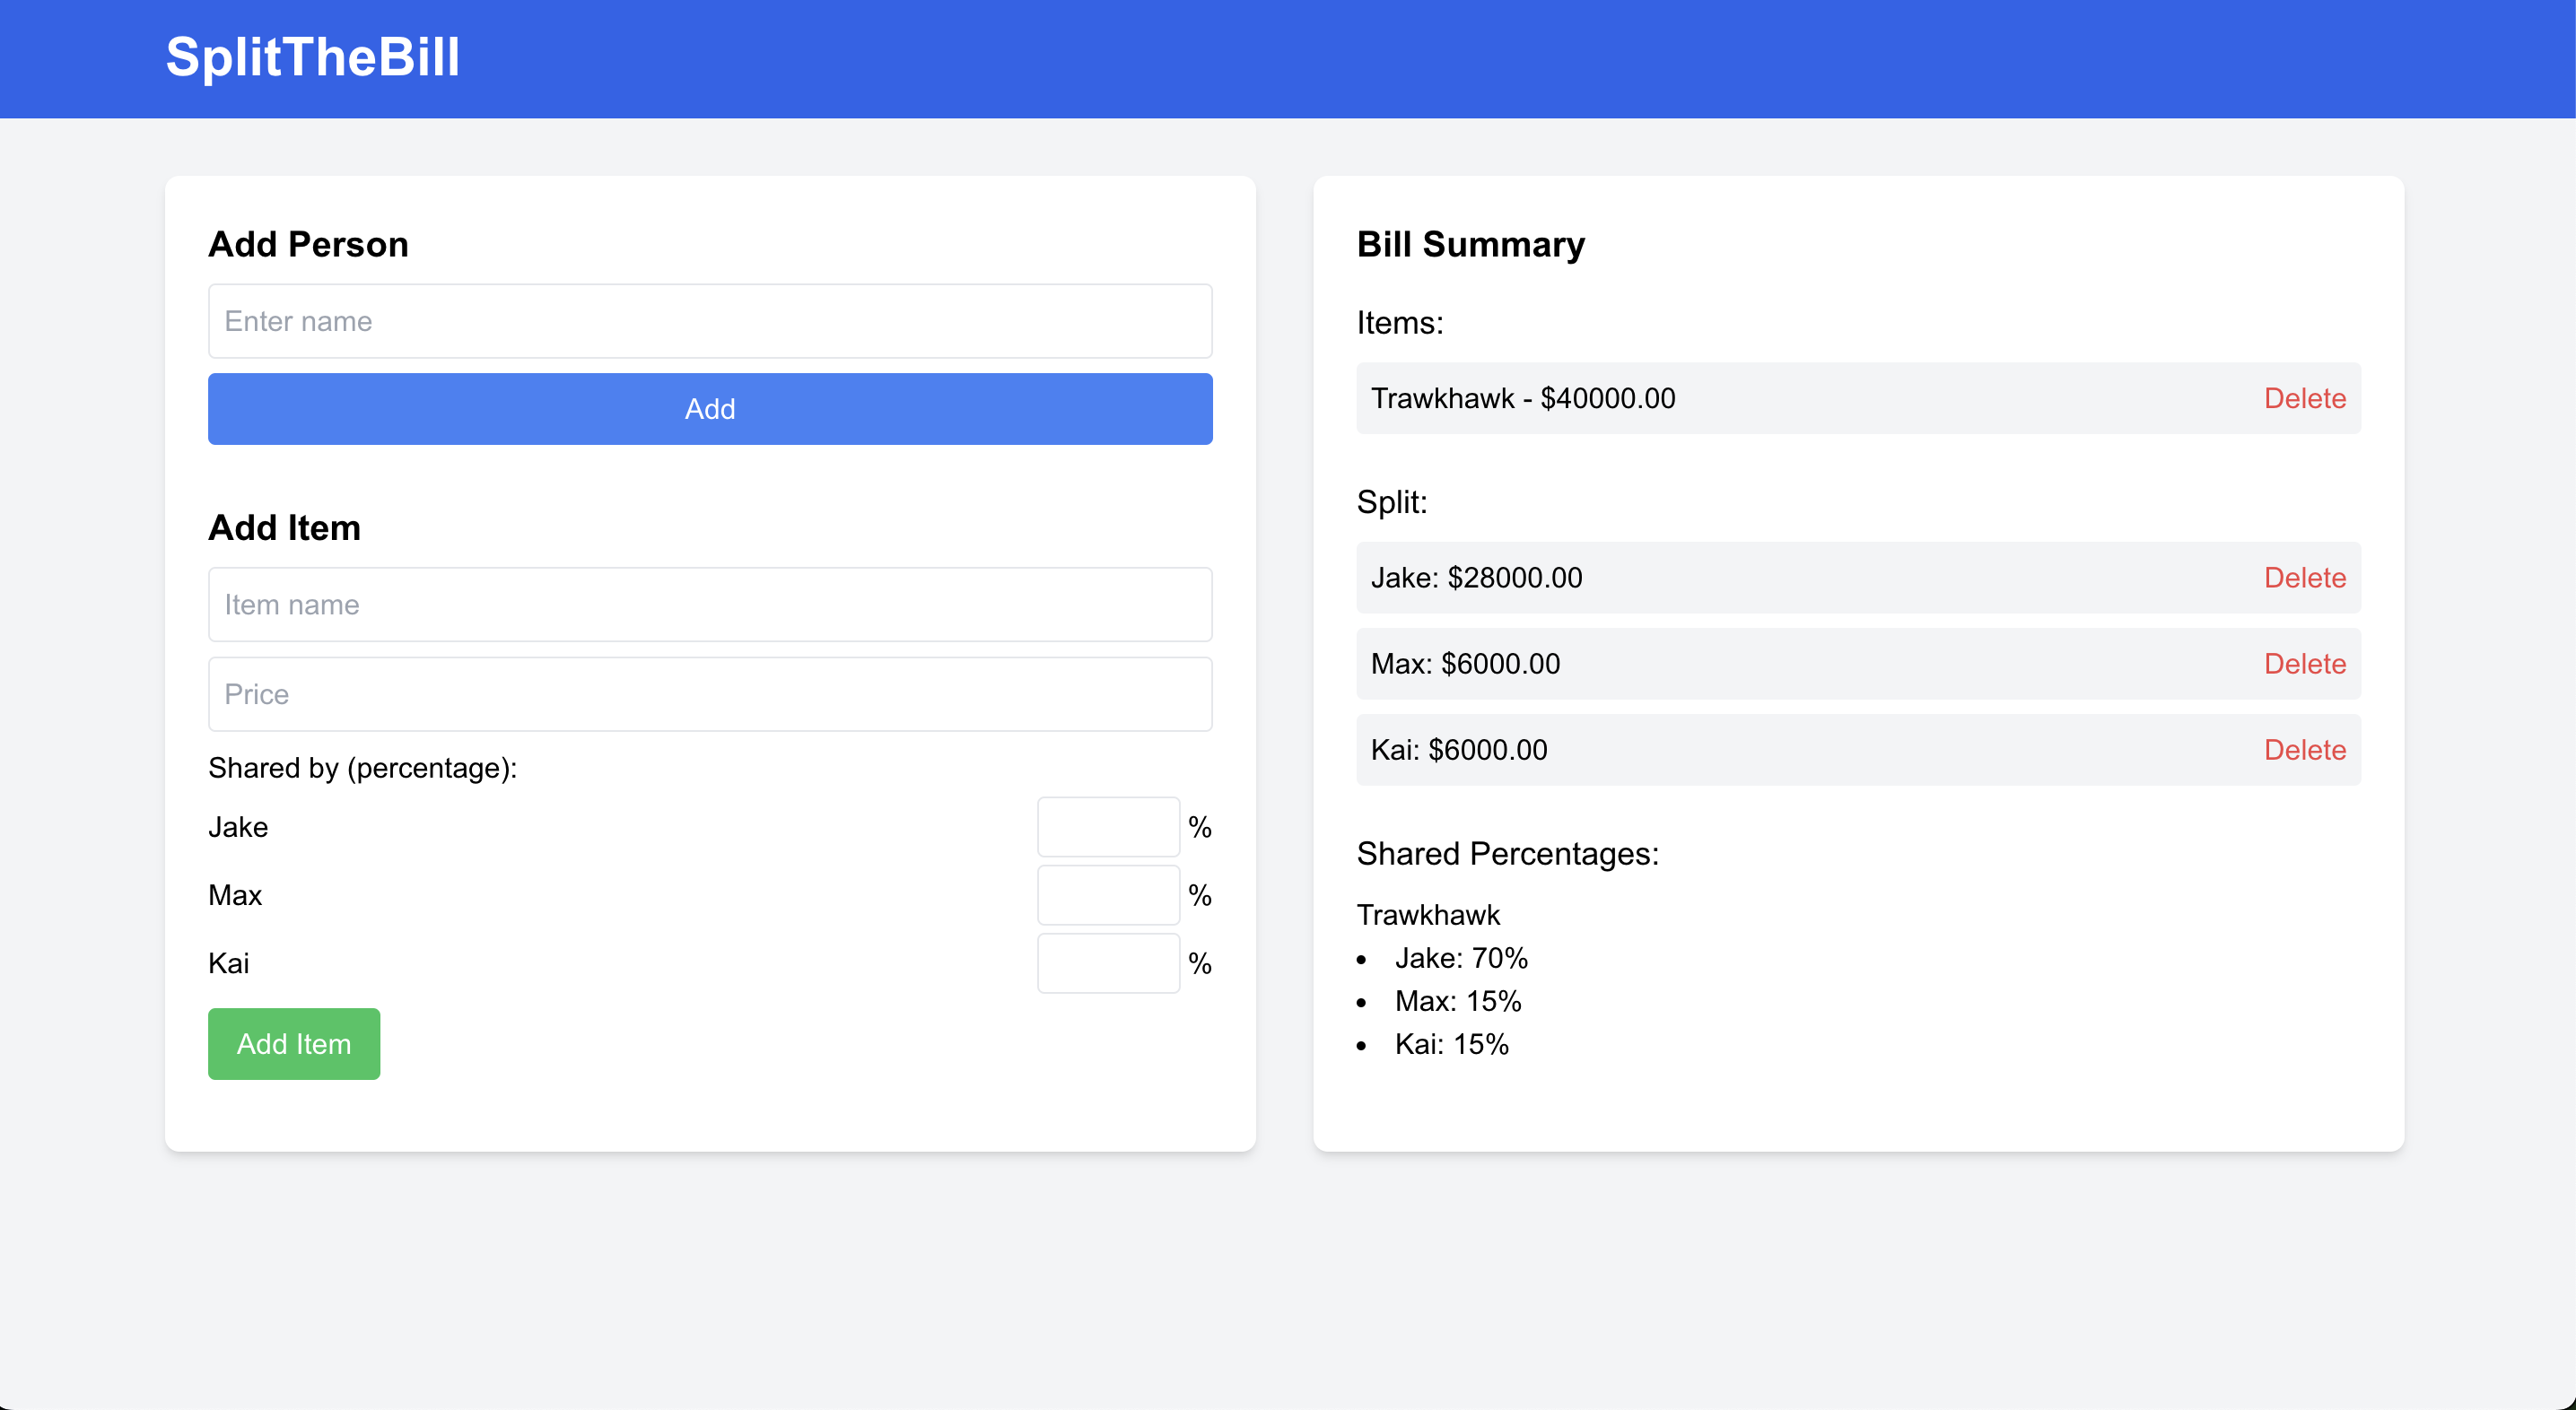 SplitTheBill
Add Person
Enter name
Add
Add Item
Item name
Price
Shared by (percentage):
Jake %
Max %
Kai %
Add Item
Bill Summary
Items:
Trawkhawk - $40000.00 Delete
Split:
Jake: $28000.00 Delete
Max: $6000.00 Delete
Kai: $6000.00 Delete
Shared Percentages:
Trawkhawk
• Jake: 70%
• Max: 15%
• Kai: 15%